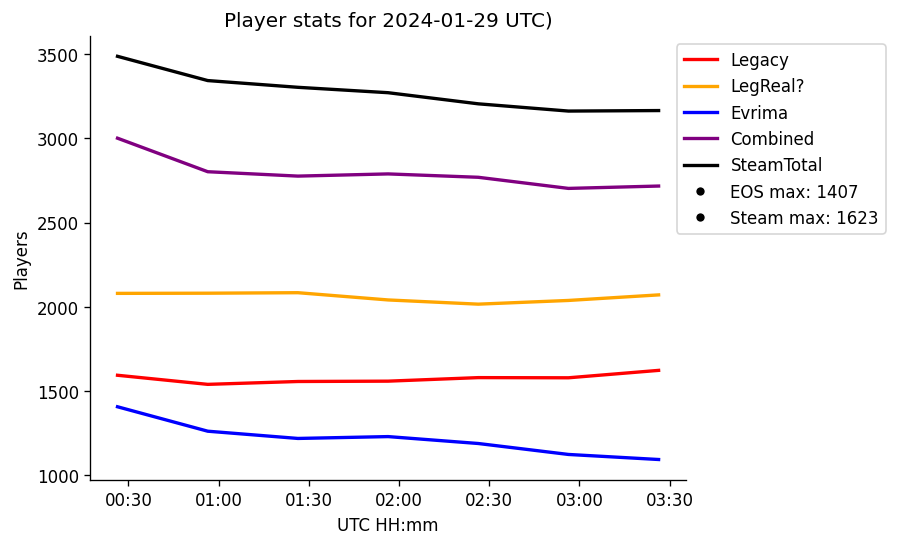 Player stats for 2024-01-29 UTC)
3500
3000
2500
2000
1500
1000
Players
00:30 01:00 01:30 02:00 02:30 03:00 03:30
UTC HH:mm
Legacy
LegReal?
Evrima
Combined
SteamTotal
EOS max: 1407
Steam max: 1623